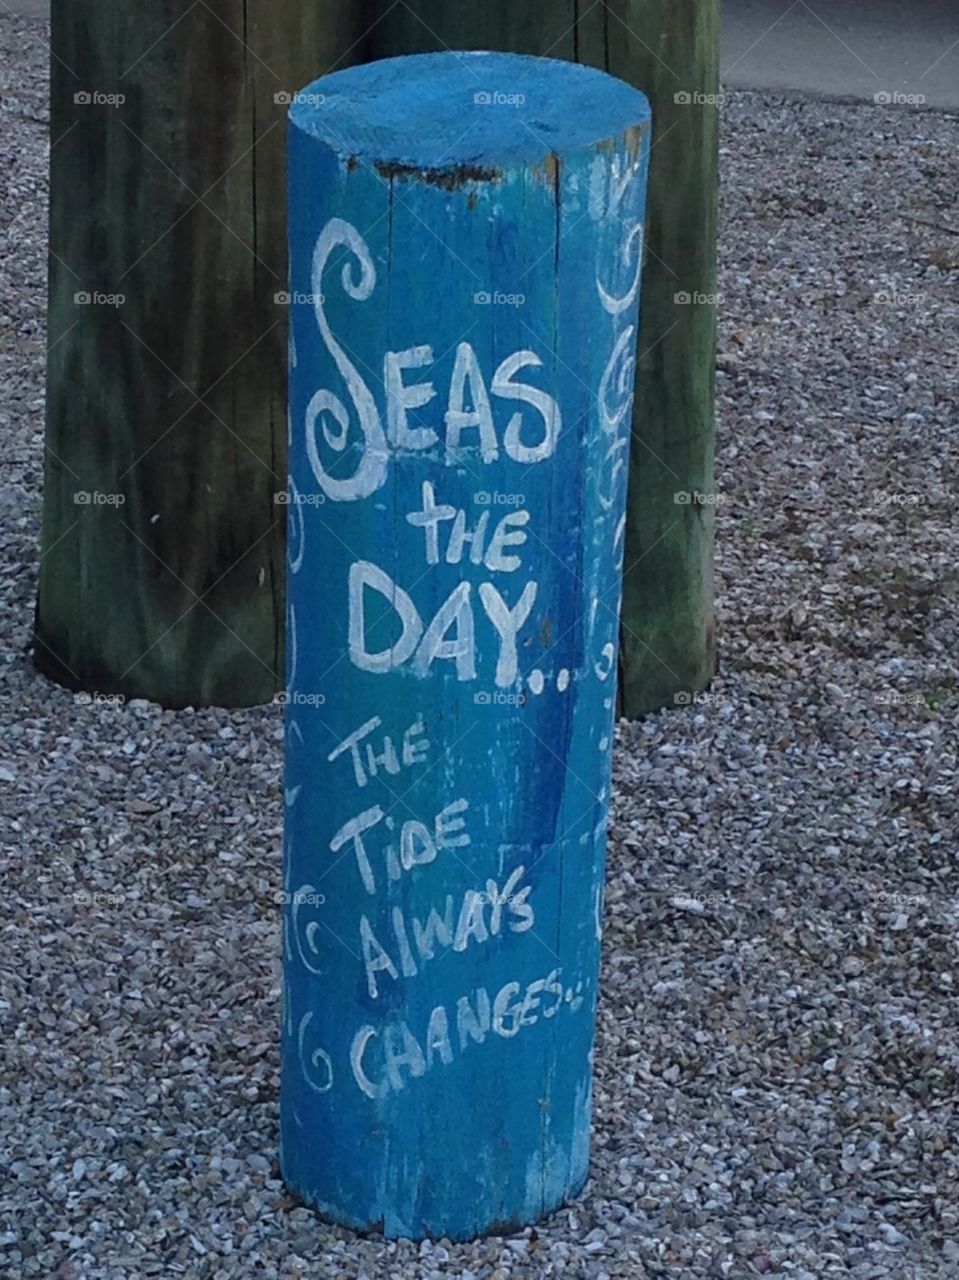 SEAS
THE
DAY..
THE
TiDE
ALWAYS
CHANGES...